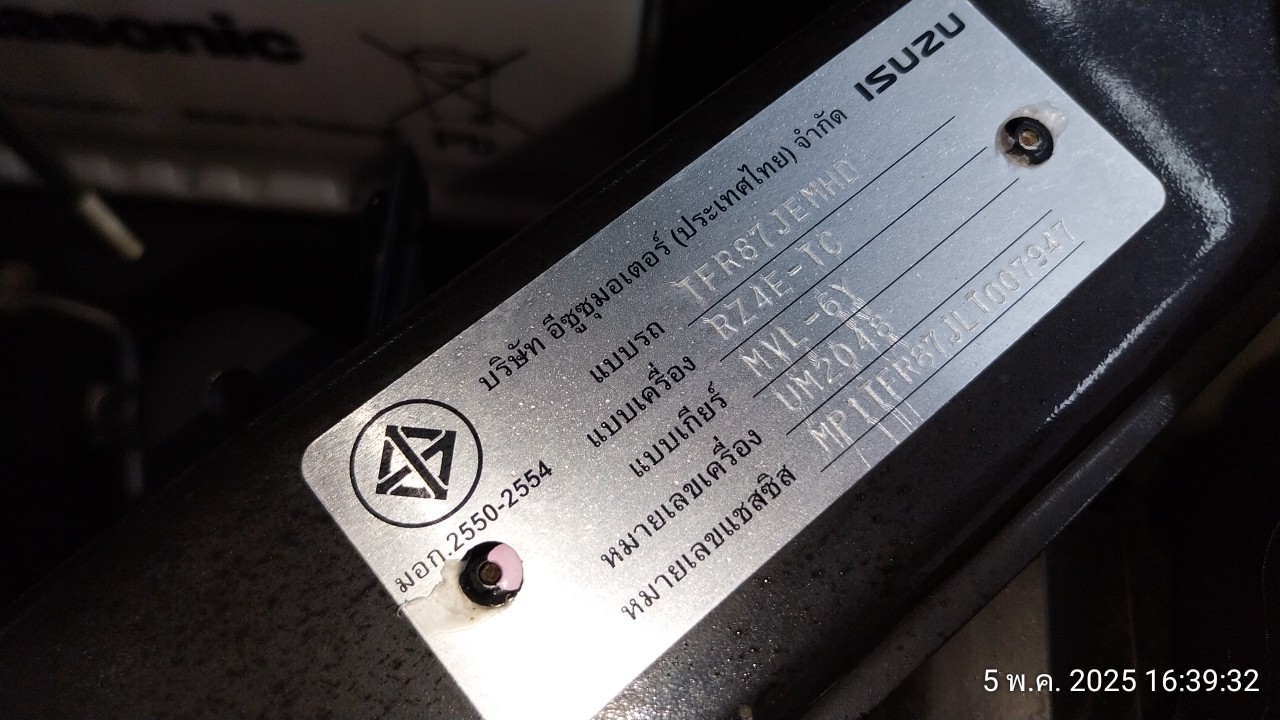 asonic
ISUZU
บริษัท อีซูซุมอเตอร์ (ประเทศไทย) จำกัด
แบบรถ TFR87JEMHD
แบบเครื่อง RZ4E-TC
แบบเกียร์ MVL-6Y
หมายเลขเครื่อง
หมายเลขแชสซิส MP1TFR87JLT007947
มอก.2550-2554
5 พ.ค. 2025 16:39:32